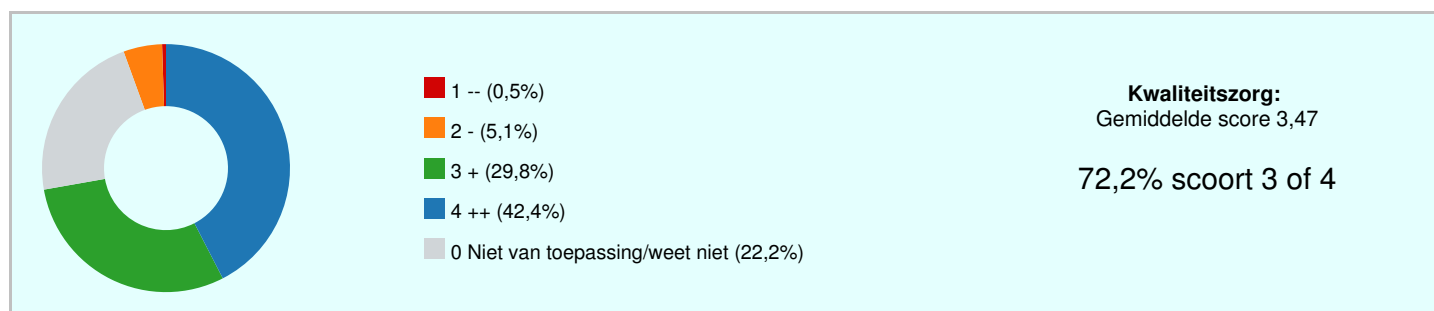 1 -- (0,5%)
2 - (5,1%)
3 + (29,8%)
4 ++ (42,4%)
0 Niet van toepassing/weet niet (22,2%)
Kwaliteitszorg:
Gemiddelde score 3,47
72,2% scoort 3 of 4